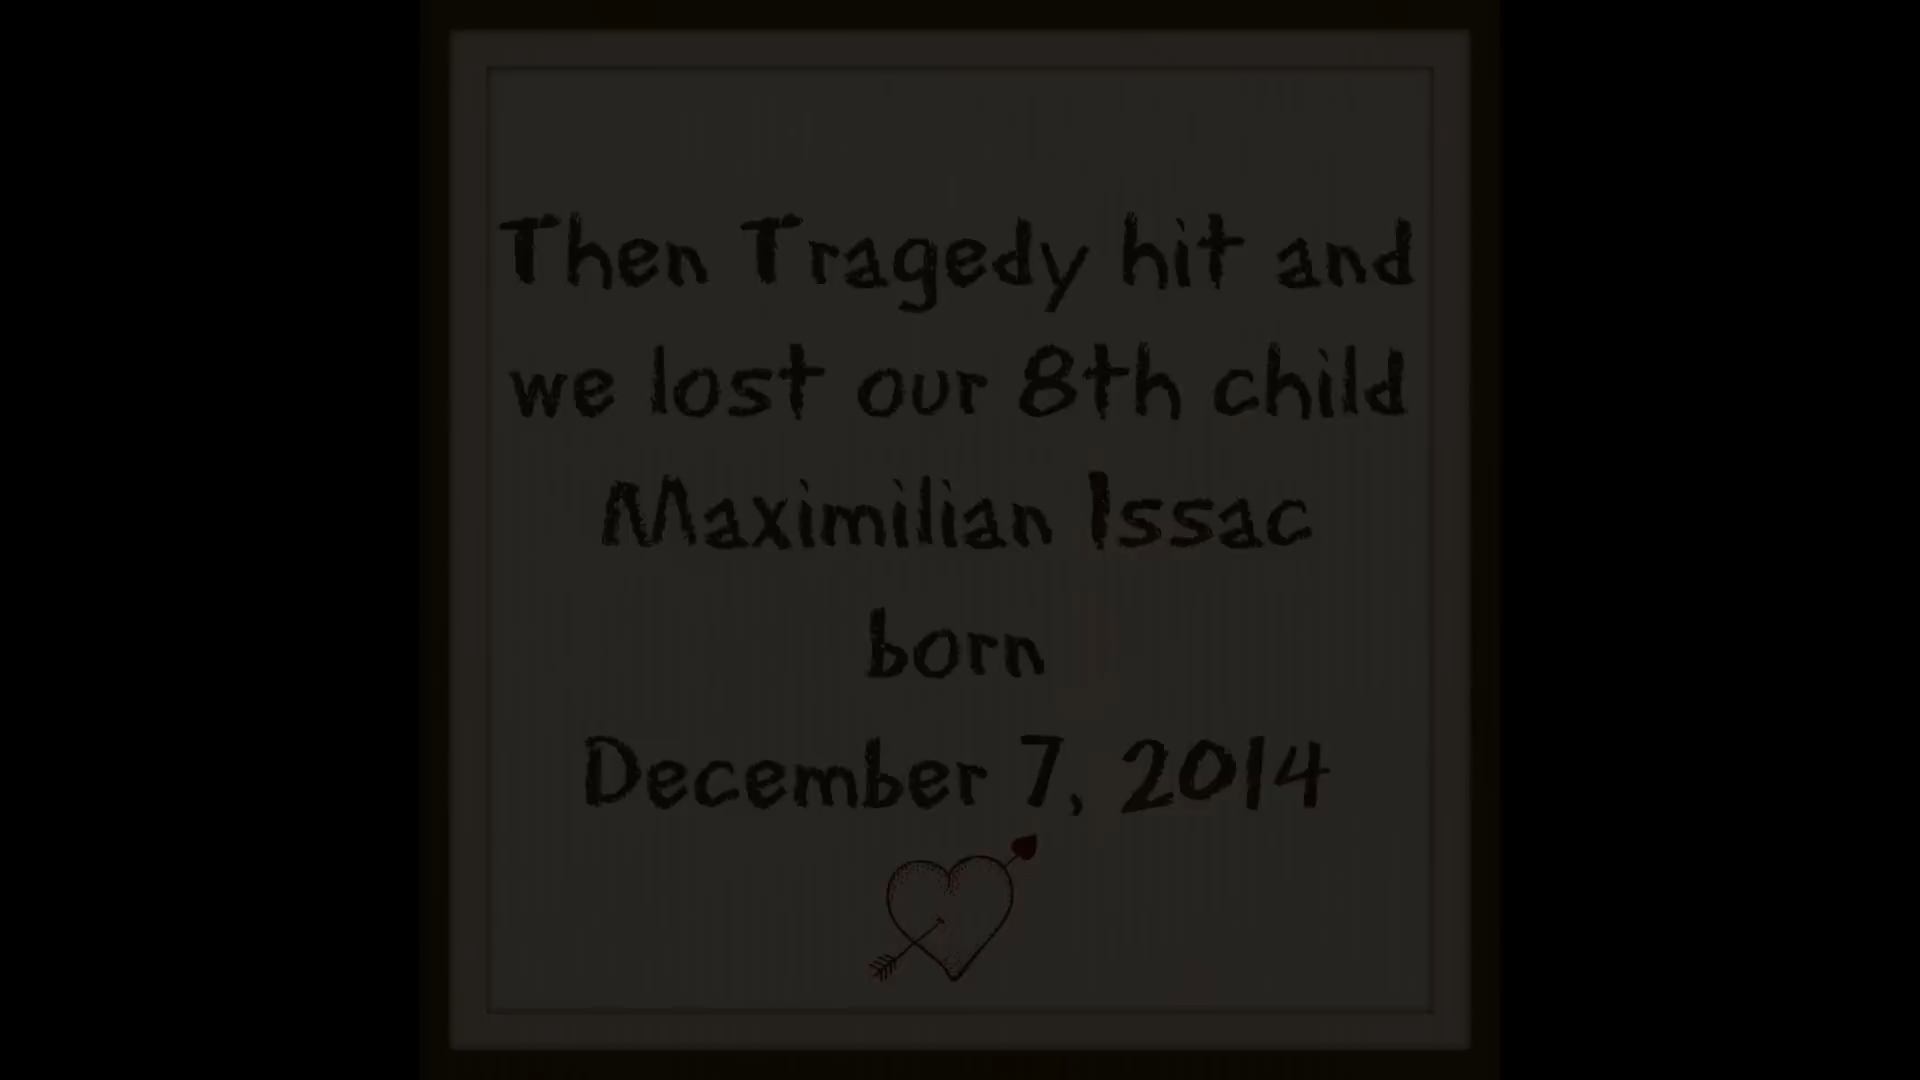 Then Tragedy hit and
we lost our 8th child
Maximilian Issac
born
December 7, 2014